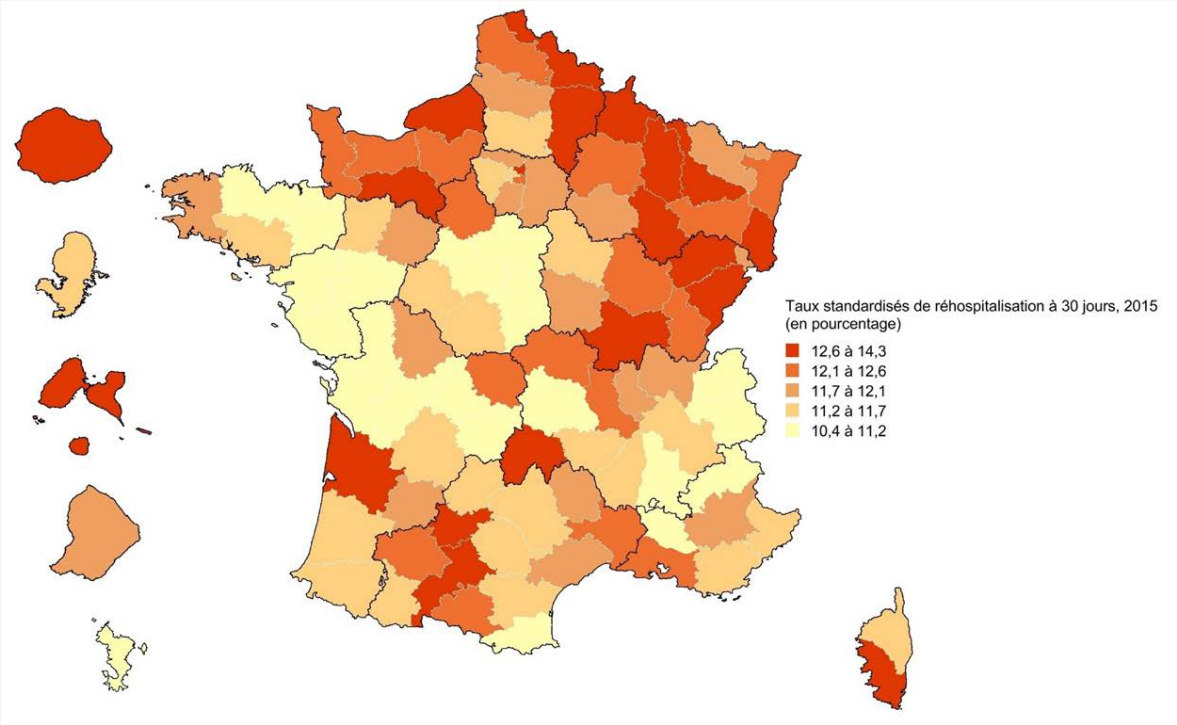 Taux standardisés de réhospitalisation à 30 jours, 2015
(en pourcentage)
12,6 à 14,3
12,1 à 12,6
11,7 à 12,1
11,2 à 11,7
10,4 à 11,2